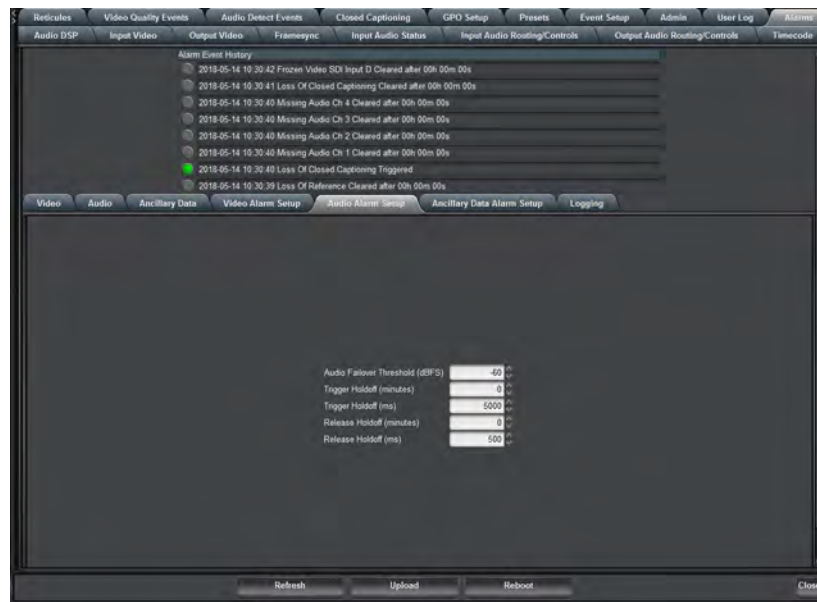 Reticules Video Quality Events Audio Detect Events Closed Captioning GPO Setup Presets Event Setup Admin User Log Alarms
Audio DSP Input Video Output Video Framesync Input Audio Status Input Audio Routing/Controls Output Audio Routing/Controls Timecode
Alarm Event History
2018-05-14 10:30:42 Frozen Video SDI Input D Cleared after 00h 00m 00s
2018-05-14 10:30:41 Loss Of Closed Captioning Cleared after 00h 00m 00s
2018-05-14 10:30:40 Missing Audio Ch 4 Cleared after 00h 00m 00s
2018-05-14 10:30:40 Missing Audio Ch 3 Cleared after 00h 00m 00s
2018-05-14 10:30:40 Missing Audio Ch 2 Cleared after 00h 00m 00s
2018-05-14 10:30:40 Missing Audio Ch 1 Cleared after 00h 00m 00s
2018-05-14 10:30:40 Loss Of Closed Captioning Triggered
2018-05-14 10:30:39 Loss Of Reference Cleared after 00h 00m 00s
Video Audio Ancillary Data Video Alarm Setup Audio Alarm Setup Ancillary Data Alarm Setup Logging
Audio Failover Threshold (dBFS) -60
Trigger Holdoff (minutes) 0
Trigger Holdoff (ms) 5000
Release Holdoff (minutes) 0
Release Holdoff (ms) 500
Refresh Upload Reboot Clos